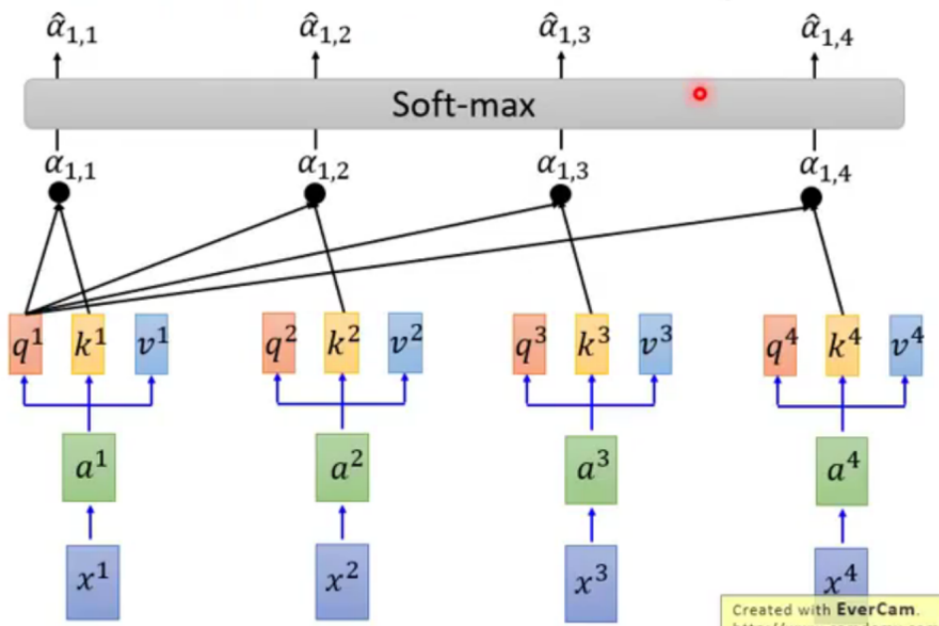 α̂₁,₁ α̂₁,₂ α̂₁,₃ α̂₁,₄
Soft-max
α₁,₁ α₁,₂ α₁,₃ α₁,₄
q¹ k¹ v¹ q² k² v² q³ k³ v³ q⁴ k⁴ v⁴
a¹ a² a³ a⁴
x¹ x² x³ x⁴
Created with EverCam.